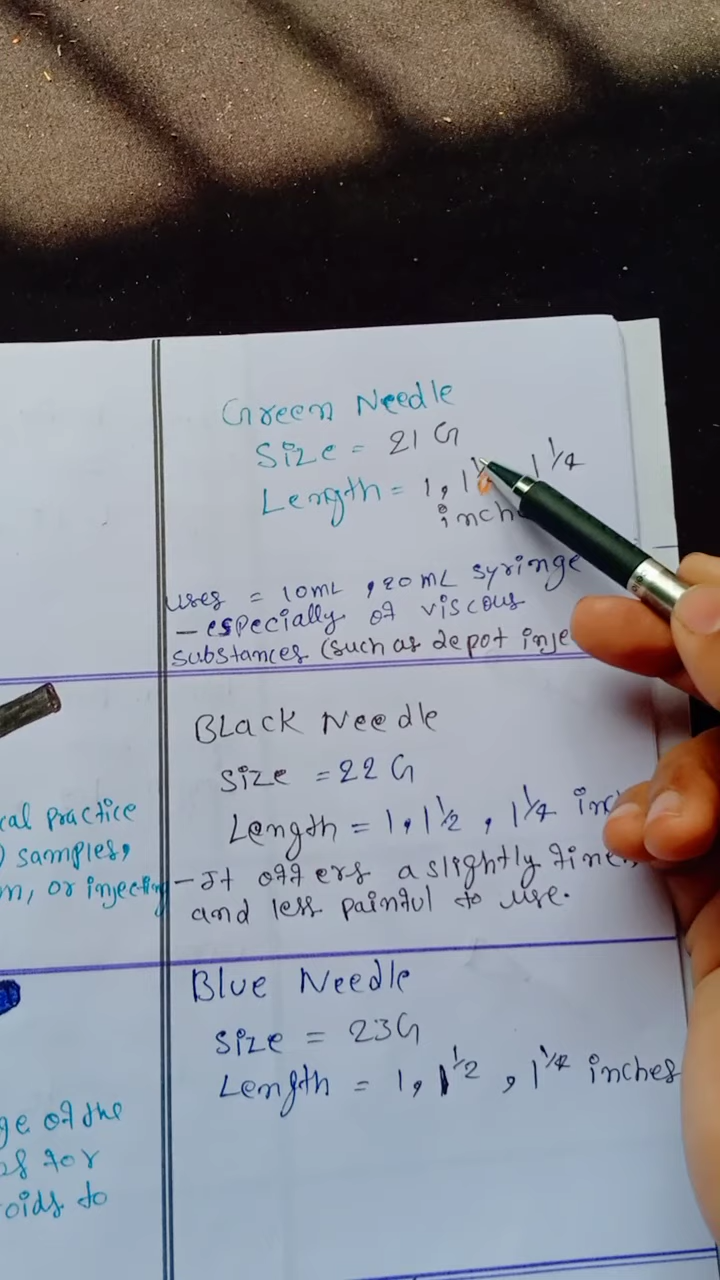 Green Needle
Size = 21 G
Length = 1, 1 1 1/4
inch
uses = 10mL, 20 mL syringe
- especially of viscous
substances (such as depot inje
Black Needle
Size = 22 G
Length = 1, 1 1/2, 1 1/4 inc
- It offers a slightly fine
and less painful to use.
Blue Needle
Size = 23G
Length = 1, 1 1/2, 1 1/4 inches
cal practice
) samples,
m, or injecting
ge of the
for
oids to